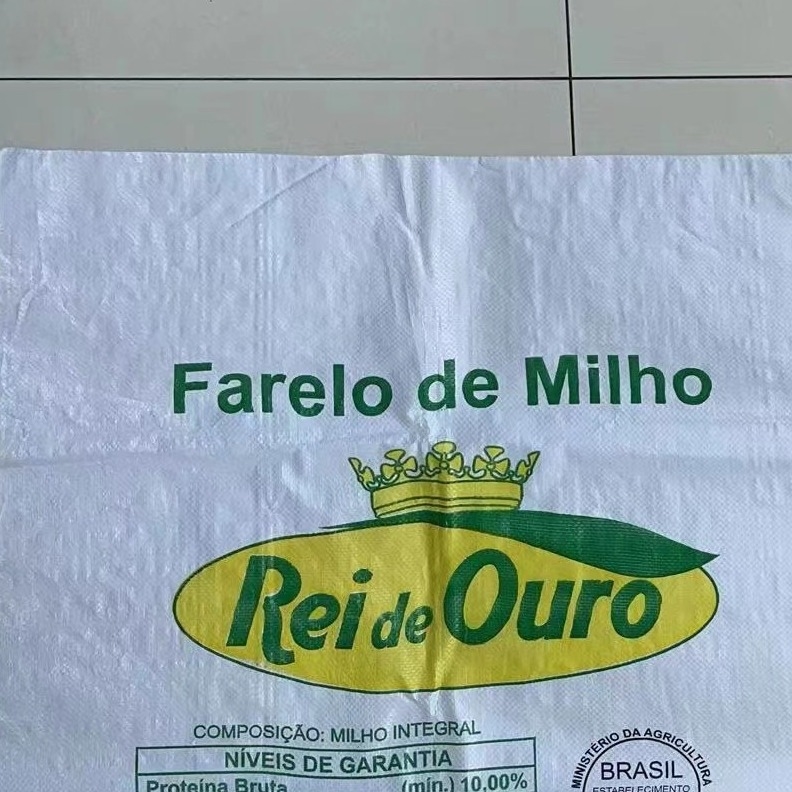 Farelo de Milho
Rei de Ouro
COMPOSIÇÃO: MILHO INTEGRAL
NÍVEIS DE GARANTIA
Proteína Bruta (mín.) 10,00%
MINISTÉRIO DA AGRICULTURA
BRASIL
ESTABELECIMENTO